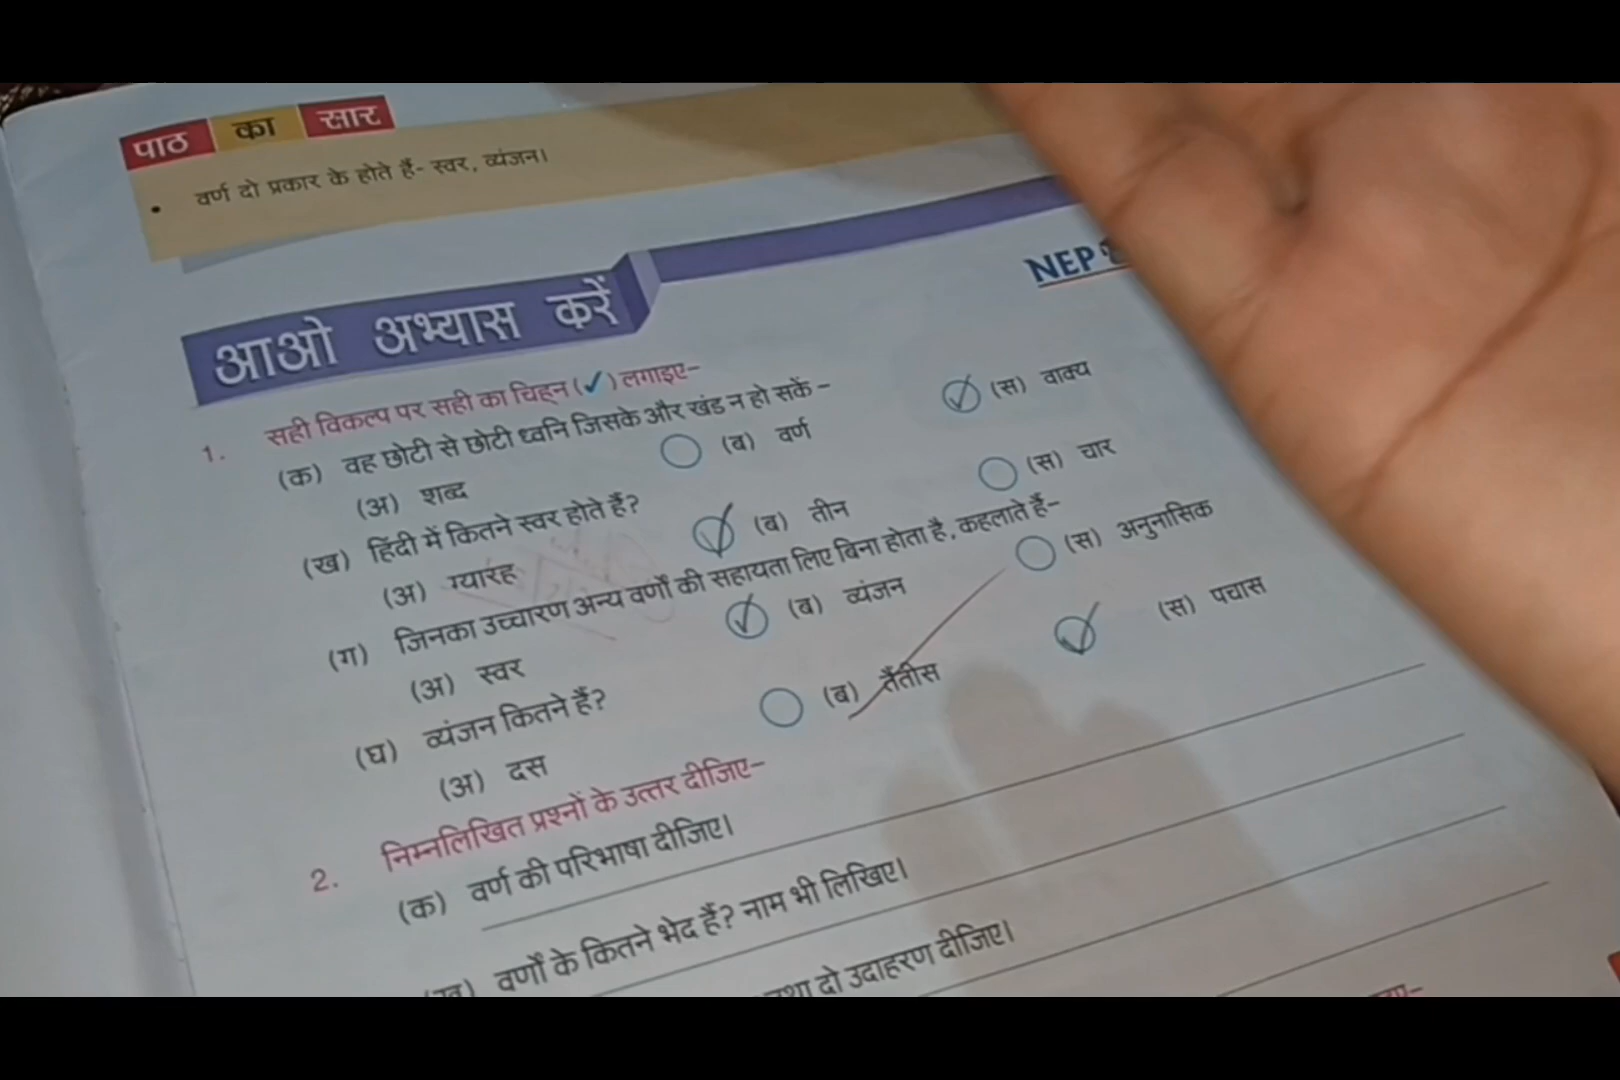 पाठ का सार
• वर्ण दो प्रकार के होते हैं- स्वर, व्यंजन।
आओ अभ्यास करें
NEP
1. सही विकल्प पर सही का चिह्न (✓) लगाइए-
(क) वह छोटी से छोटी ध्वनि जिसके और खंड न हो सकें -
(अ) शब्द (ब) वर्ण ✓ (स) वाक्य
(ख) हिंदी में कितने स्वर होते हैं?
(अ) ग्यारह ✓ (ब) तीन (स) चार
(ग) जिनका उच्चारण अन्य वर्णों की सहायता लिए बिना होता है, कहलाते हैं-
(अ) स्वर ✓ (ब) व्यंजन (स) अनुनासिक
(घ) व्यंजन कितने हैं?
(अ) दस (ब) तैंतीस ✓ (स) पचास
2. निम्नलिखित प्रश्नों के उत्तर दीजिए-
(क) वर्ण की परिभाषा दीजिए।
वर्णों के कितने भेद हैं? नाम भी लिखिए।
दो उदाहरण दीजिए।